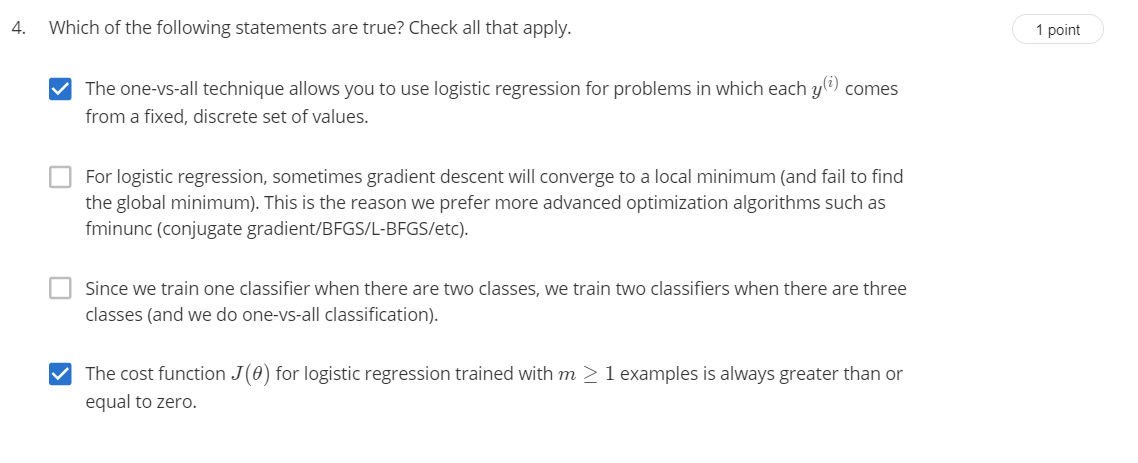 4. Which of the following statements are true? Check all that apply.
1 point
The one-vs-all technique allows you to use logistic regression for problems in which each y^{(i)} comes
from a fixed, discrete set of values.
For logistic regression, sometimes gradient descent will converge to a local minimum (and fail to find
the global minimum). This is the reason we prefer more advanced optimization algorithms such as
fminunc (conjugate gradient/BFGS/L-BFGS/etc).
Since we train one classifier when there are two classes, we train two classifiers when there are three
classes (and we do one-vs-all classification).
The cost function J(θ) for logistic regression trained with m ≥ 1 examples is always greater than or
equal to zero.